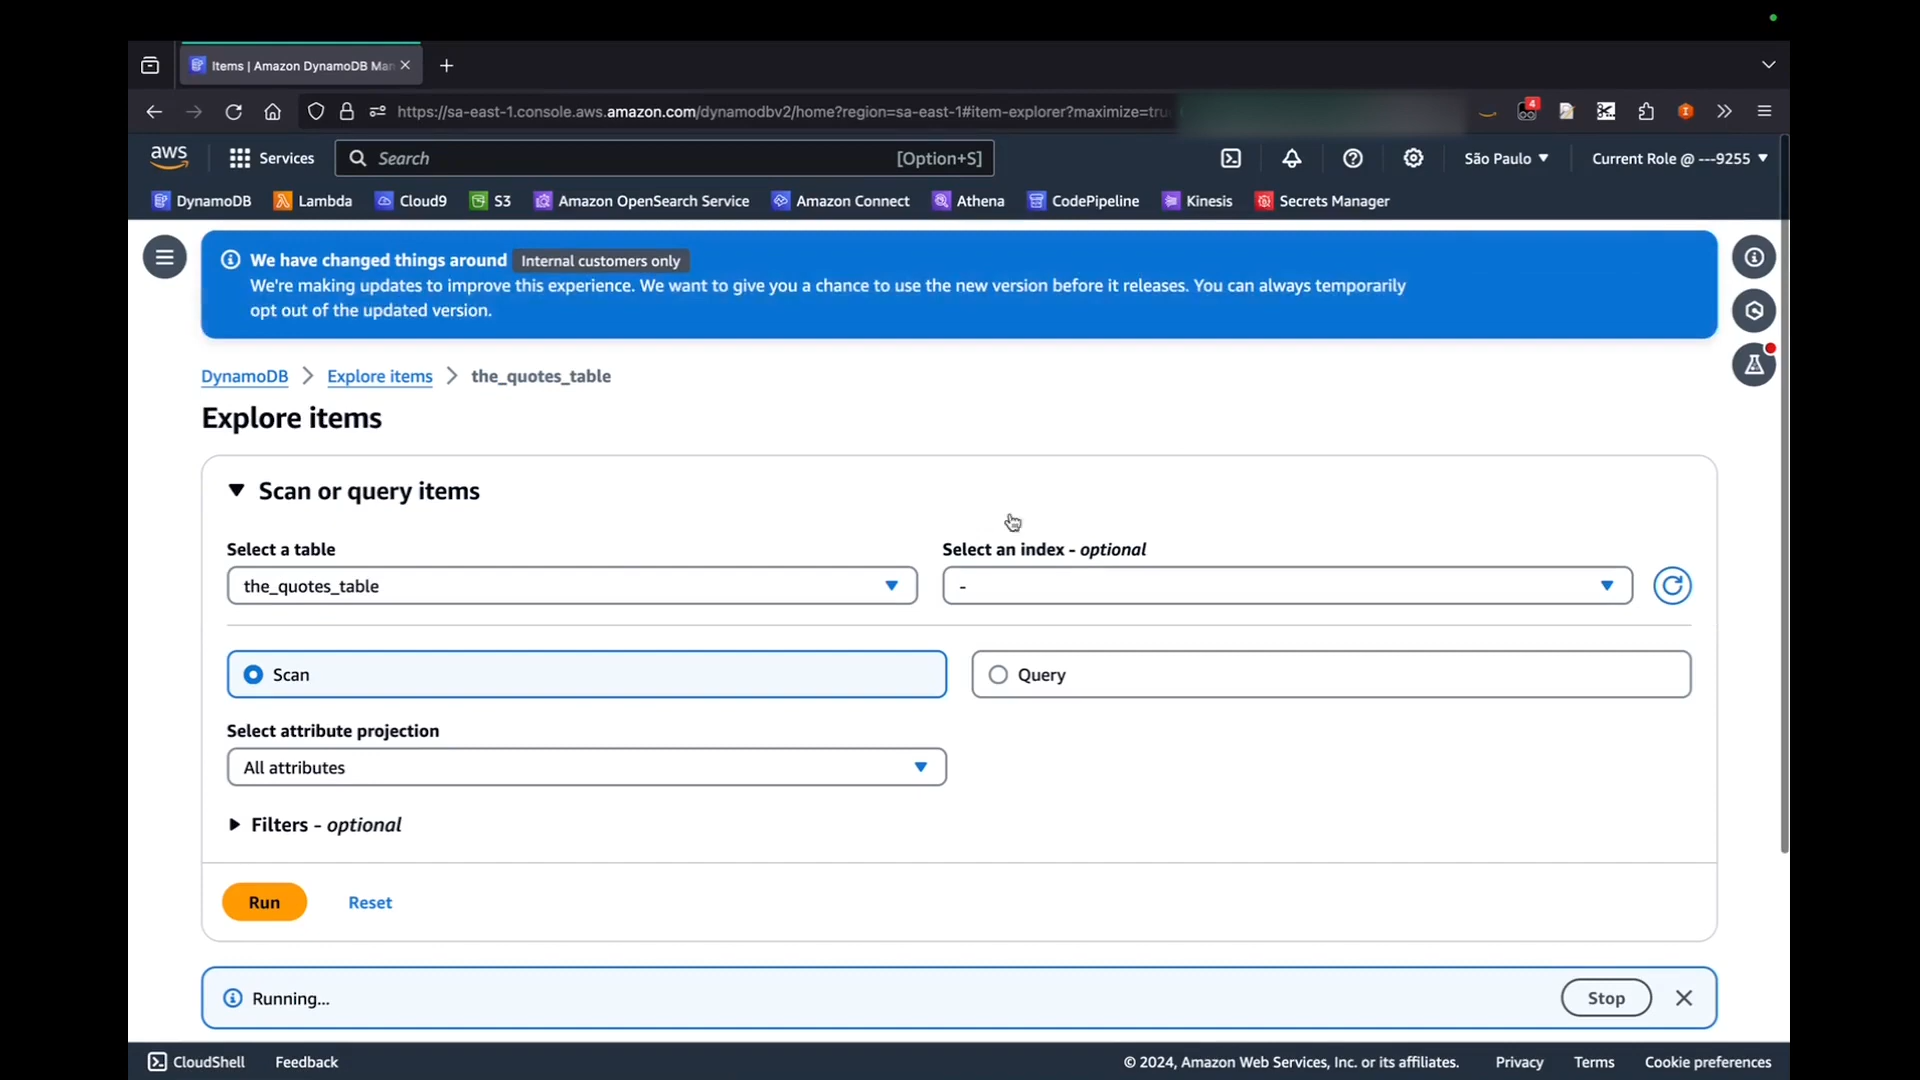 Items | Amazon DynamoDB Man
https://sa-east-1.console.aws.amazon.com/dynamodbv2/home?region=sa-east-1#item-explorer?maximize=tru
4
aws
Services
Search
[Option+S]
São Paulo
Current Role @ ---9255
DynamoDB
Lambda
Cloud9
S3
Amazon OpenSearch Service
Amazon Connect
Athena
CodePipeline
Kinesis
Secrets Manager
We have changed things around
Internal customers only
We're making updates to improve this experience. We want to give you a chance to use the new version before it releases. You can always temporarily
opt out of the updated version.
DynamoDB
Explore items
the_quotes_table
Explore items
Scan or query items
Select a table
Select an index - optional
the_quotes_table
-
Scan
Query
Select attribute projection
All attributes
Filters - optional
Run
Reset
Running...
Stop
CloudShell
Feedback
© 2024, Amazon Web Services, Inc. or its affiliates.
Privacy
Terms
Cookie preferences